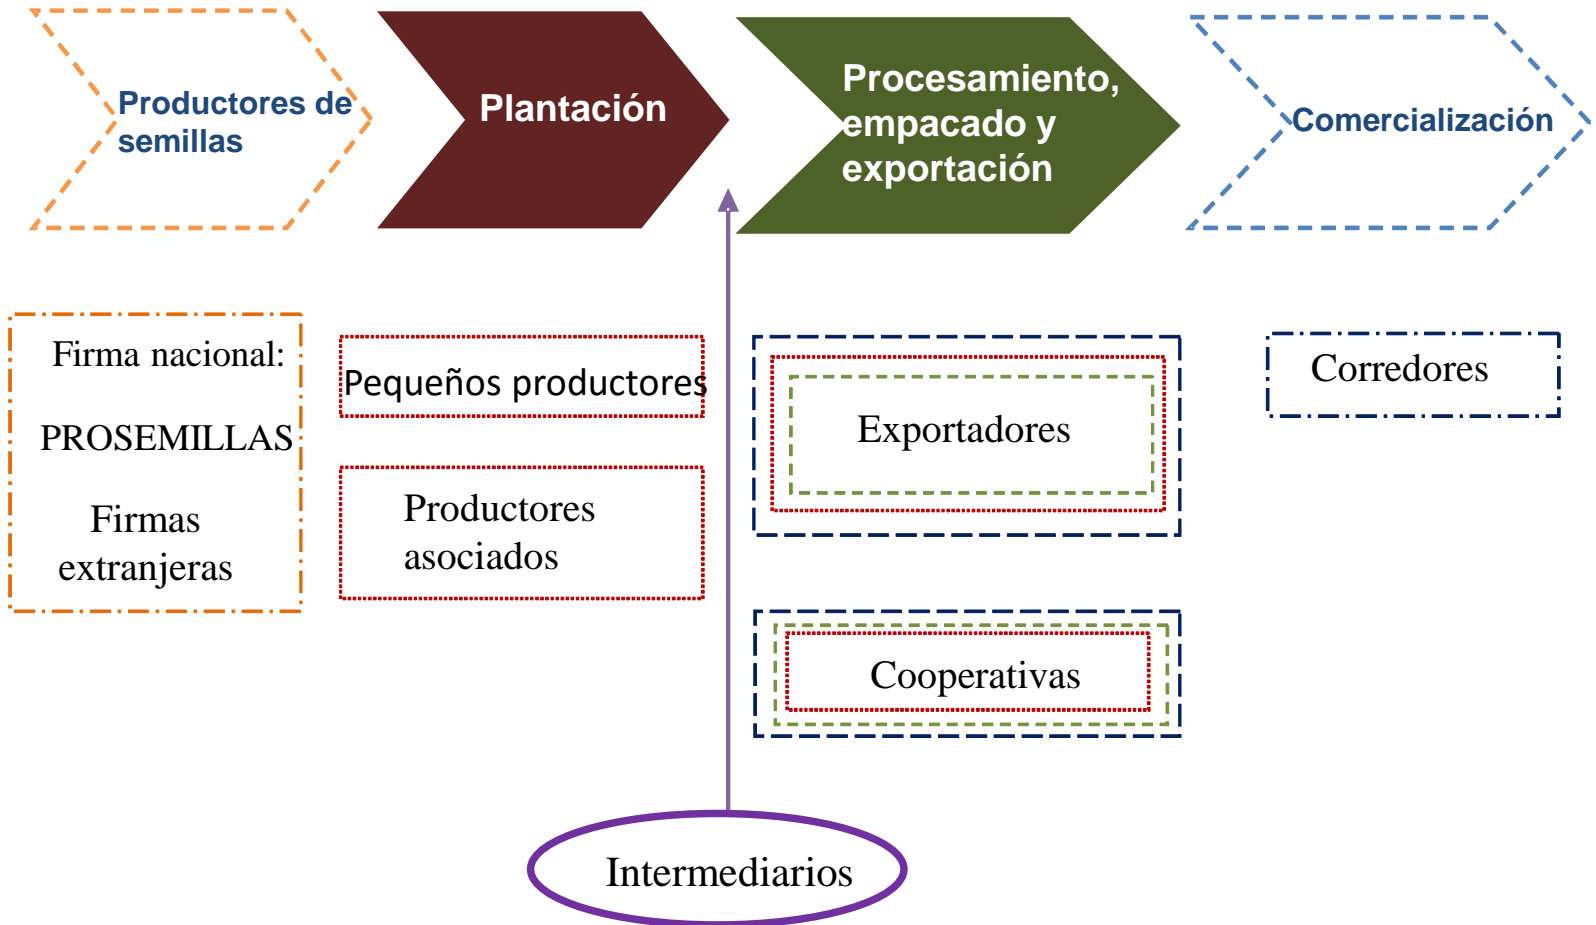 Productores de
semillas
Plantación
Procesamiento,
empacado y
exportación
Comercialización
Firma nacional:
PROSEMILLAS
Firmas
extranjeras
Pequeños productores
Productores
asociados
Exportadores
Cooperativas
Corredores
Intermediarios